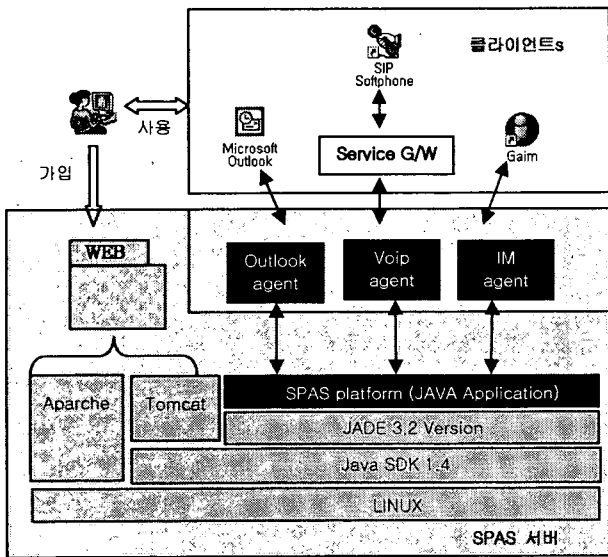 클라이언트s
SIP
Softphone
사용
Microsoft
Outlook
Service G/W
Gaim
가입
WEB
Outlook
agent
Voip
agent
IM
agent
Aparche
Tomcat
SPAS platform (JAVA Application)
JADE 3.2 Version
Java SDK 1.4
LINUX
SPAS 서버